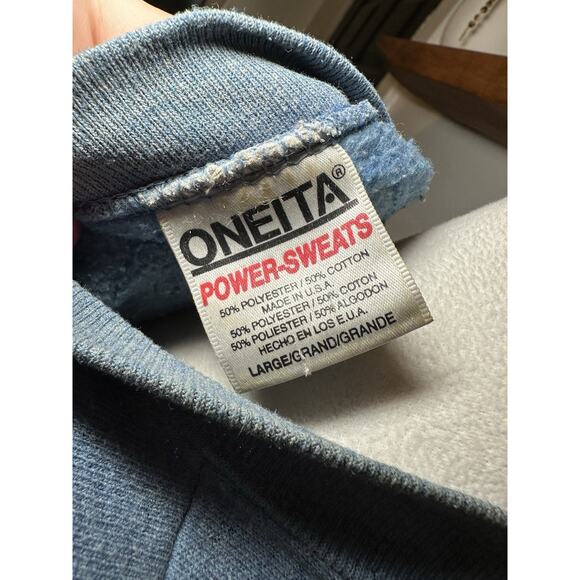 ONEITA®
POWER-SWEATS
50% POLYESTER / 50% COTTON
MADE IN U.S.A.
50% POLYESTER / 50% COTON
50% POLIESTER / 50% ALGODON
HECHO EN LOS E.U.A.
LARGE/GRAND/GRANDE